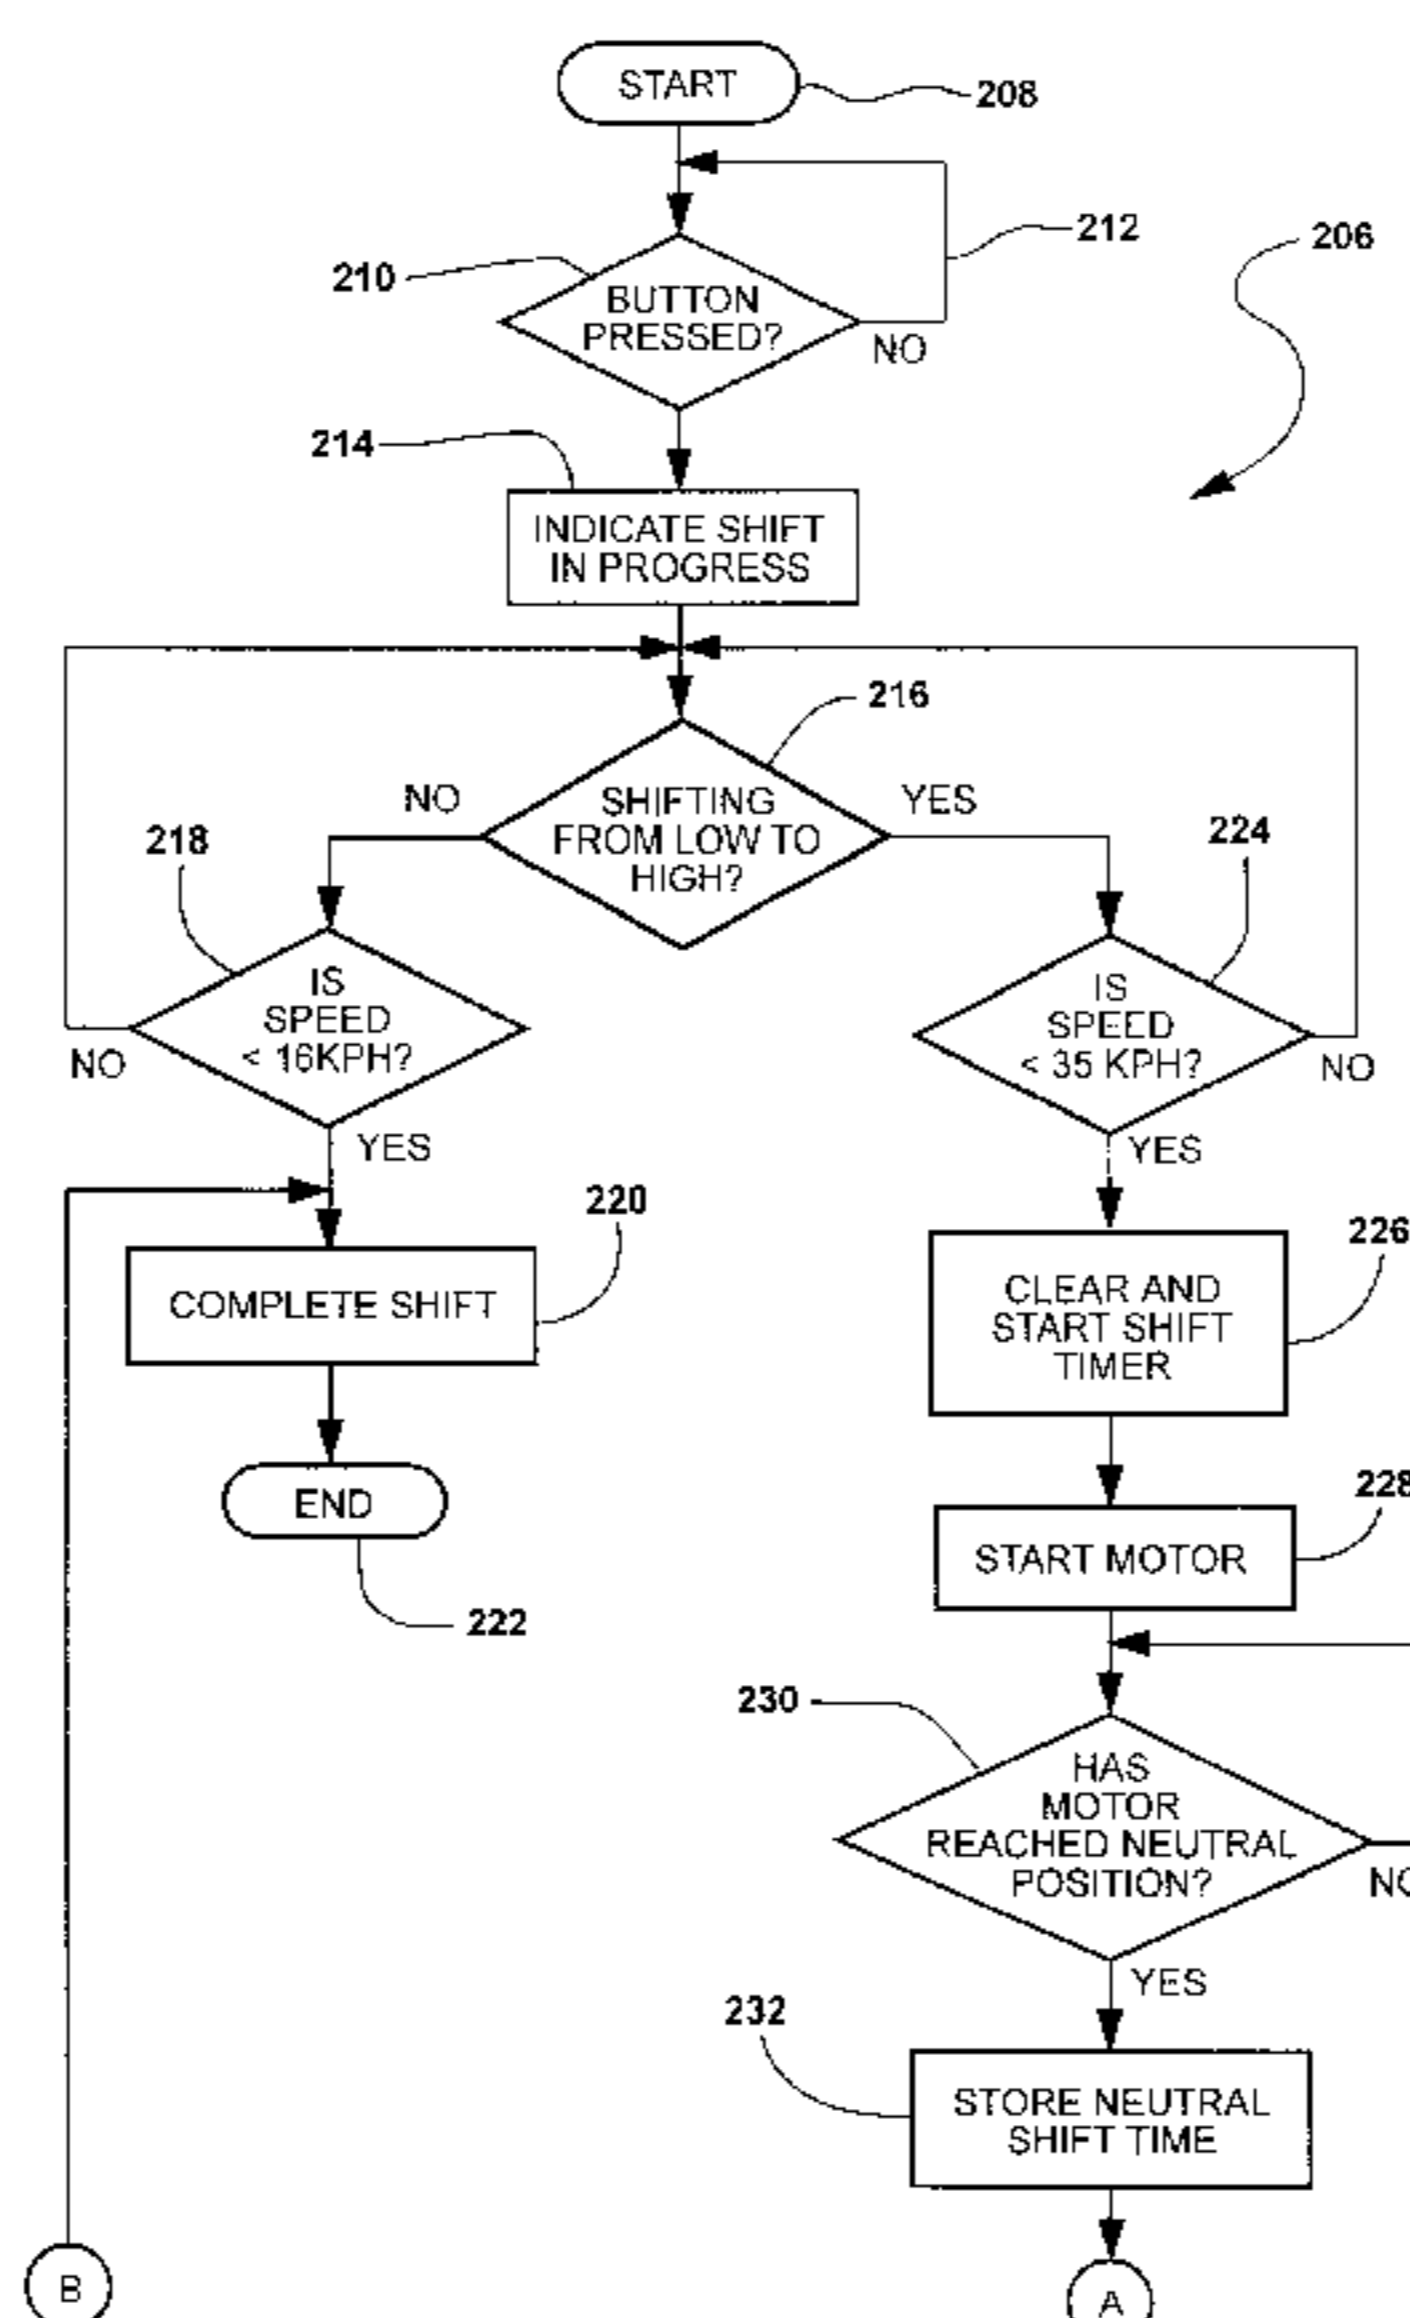 START
208
212
206
210
BUTTON
PRESSED?
NO
214
INDICATE SHIFT
IN PROGRESS
216
NO
SHIFTING
FROM LOW TO
HIGH?
YES
218
224
IS
SPEED
< 16KPH?
NO
YES
IS
SPEED
< 35 KPH?
NO
YES
220
COMPLETE SHIFT
226
CLEAR AND
START SHIFT
TIMER
END
222
228
START MOTOR
230
HAS
MOTOR
REACHED NEUTRAL
POSITION?
NO
YES
232
STORE NEUTRAL
SHIFT TIME
B
A